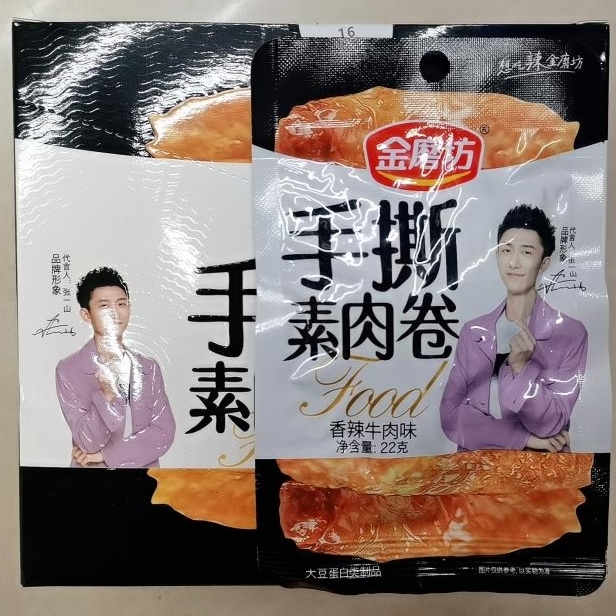 16
想吃辣 金磨坊
金磨坊®
手撕
素肉卷
Food
香辣牛肉味
净含量: 22克
大豆蛋白类制品
图片仅供参考, 以实物为准
代言人: 张一山
品牌形象
代言人: 张一山
品牌形象
手
素